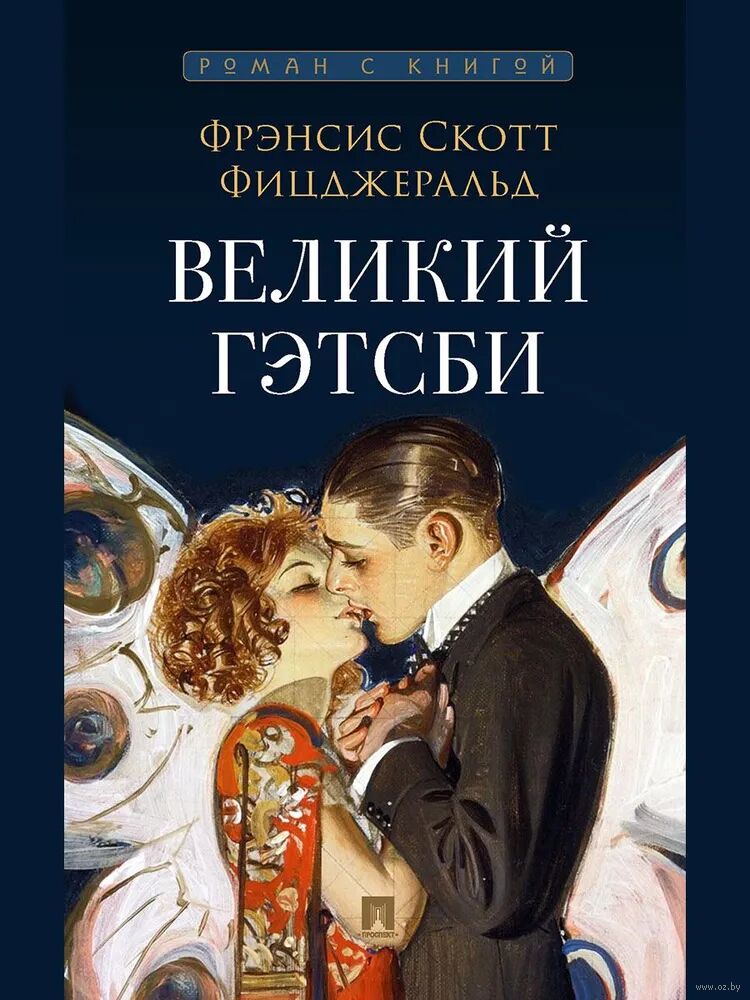 РОМАН С КНИГОЙ
ФРЭНСИС СКОТТ
ФИЦДЖЕРАЛЬД
ВЕЛИКИЙ
ГЭТСБИ
ПРОСПЕКТ
www.oz.by